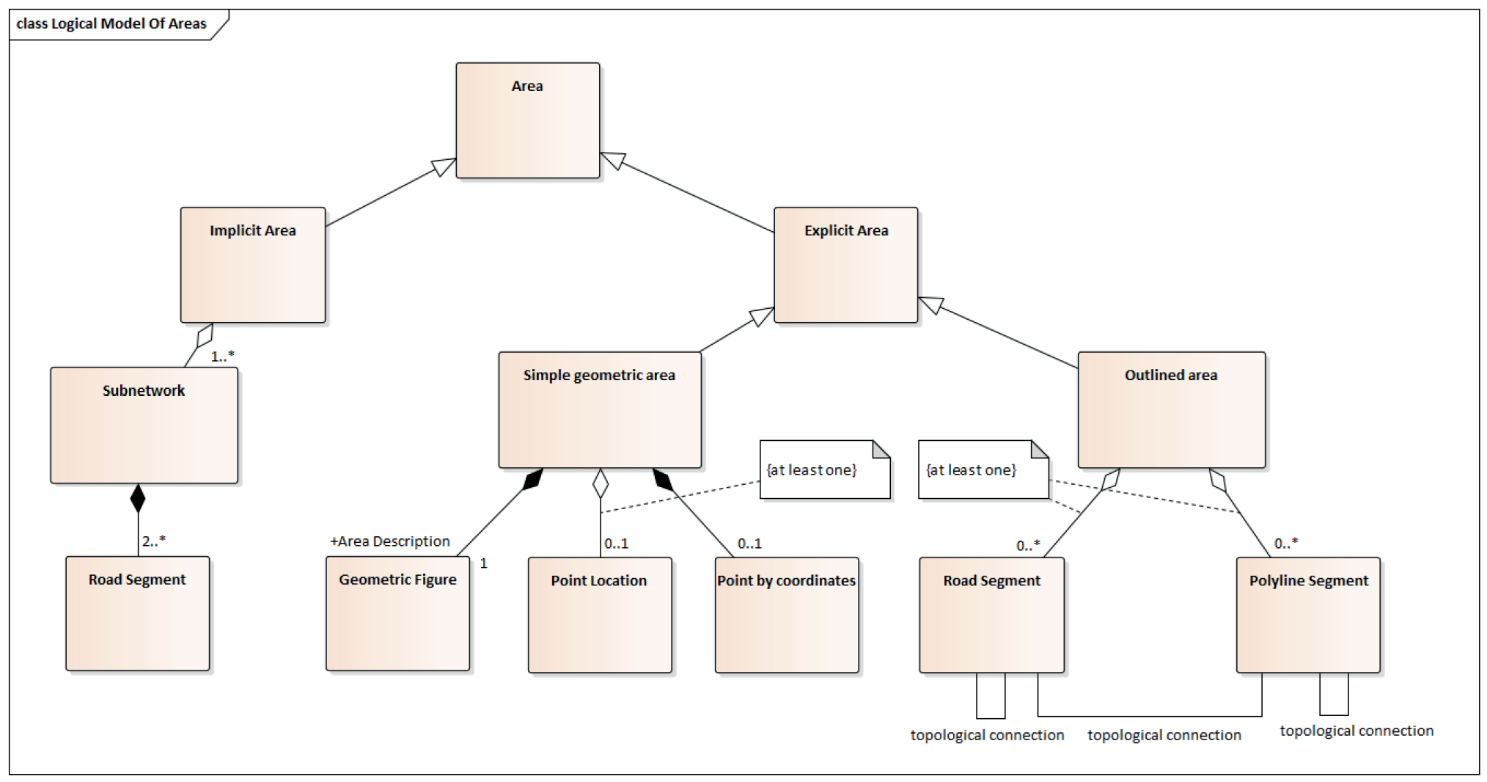 class Logical Model Of Areas
Area
Implicit Area
Explicit Area
1..*
Subnetwork
Simple geometric area
Outlined area
{at least one}
{at least one}
2..*
+Area Description
1
0..1
0..1
0..*
0..*
Road Segment
Geometric Figure
Point Location
Point by coordinates
Road Segment
Polyline Segment
topological connection
topological connection
topological connection